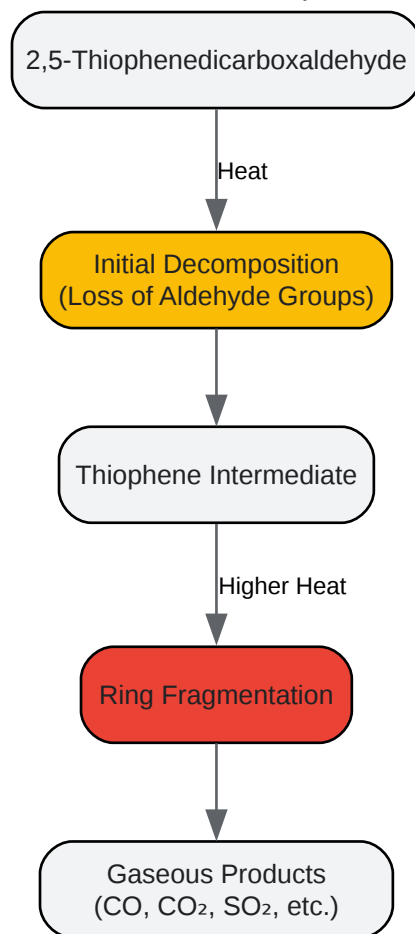 2,5-Thiophenedicarboxaldehyde
Heat
Initial Decomposition
(Loss of Aldehyde Groups)
Thiophene Intermediate
Higher Heat
Ring Fragmentation
Gaseous Products
(CO, CO₂, SO₂, etc.)